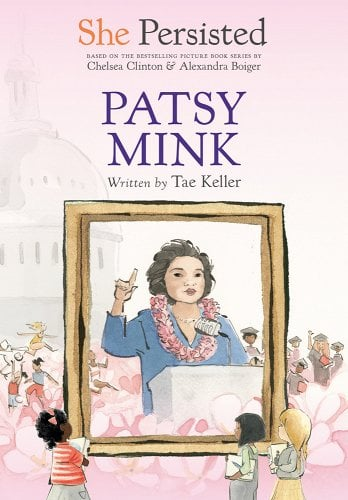 She Persisted
BASED ON THE BESTSELLING PICTURE BOOK SERIES BY
Chelsea Clinton & Alexandra Boiger
PATSY
MINK
Written by Tae Keller